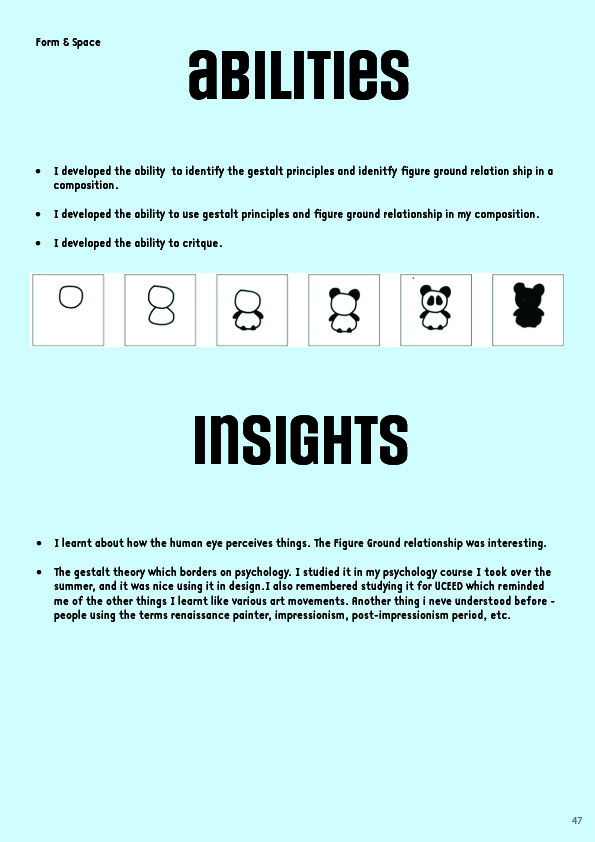 Form & Space
ABILITIES
• I developed the ability  to identify the gestalt principles and idenitfy figure ground relation ship in a
composition.
• I developed the ability to use gestalt principles and figure ground relationship in my composition.
• I developed the ability to critque.
INSIGHTS
• I learnt about how the human eye perceives things. The Figure Ground relationship was interesting.
• The gestalt theory which borders on psychology. I studied it in my psychology course I took over the
summer, and it was nice using it in design.I also remembered studying it for UCEED which reminded
me of the other things I learnt like various art movements. Another thing i neve understood before -
people using the terms renaissance painter, impressionism, post-impressionism period, etc.
47